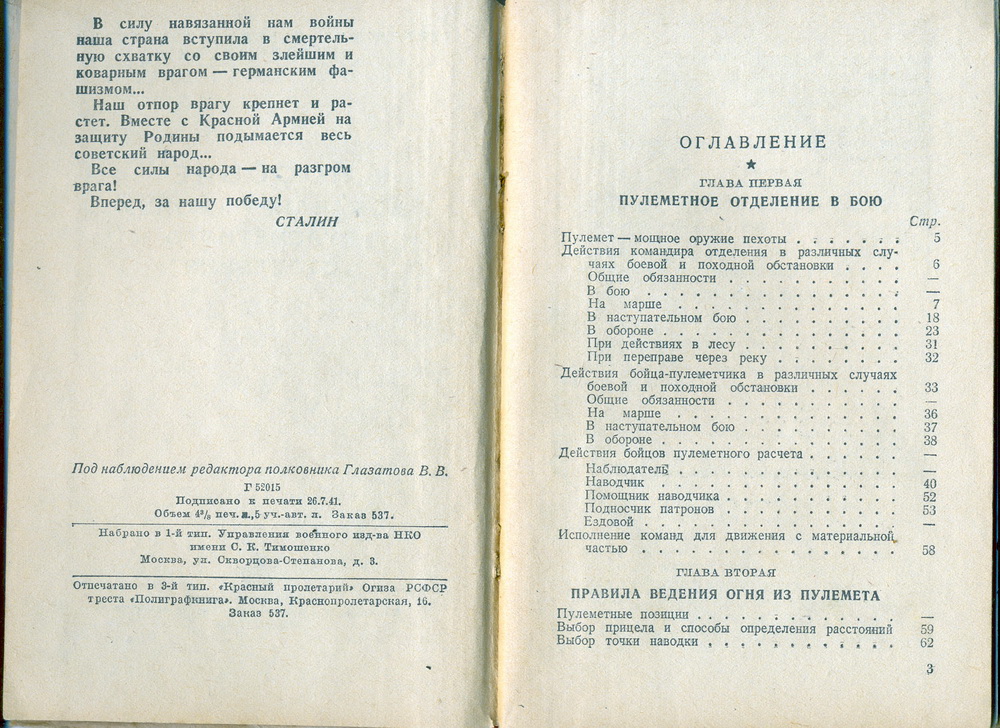 В силу навязанной нам войны
наша страна вступила в смертель-
ную схватку со своим злейшим и
коварным врагом — германским фа-
шизмом...
Наш отпор врагу крепнет и ра-
стет. Вместе с Красной Армией на
защиту Родины подымается весь
советский народ...
Все силы народа — на разгром
врага!
Вперед, за нашу победу!
СТАЛИН
Под наблюдением редактора полковника Глазатова В. В.
Г 52015
Подписано к печати 26.7.41.
Объем 4³/₈ печ. л., 5 уч.-авт. л. Заказ 537.
Набрано в 1-й тип. Управления военного изд-ва НКО
имени С. К. Тимошенко
Москва, ул. Скворцова-Степанова, д. 3.
Отпечатано в 3-й тип. «Красный пролетарий» Огиза РСФСР
треста «Полиграфкнига». Москва, Краснопролетарская, 16.
Заказ 537.
ОГЛАВЛЕНИЕ
★
ГЛАВА ПЕРВАЯ
ПУЛЕМЕТНОЕ ОТДЕЛЕНИЕ В БОЮ
Стр.
Пулемет — мощное оружие пехоты . . . . . . . 5
Действия командира отделения в различных слу-
чаях боевой и походной обстановки . . . . 6
Общие обязанности . . . . . . . . . . . —
В бою . . . . . . . . . . . . . . . . —
На марше . . . . . . . . . . . . . . 7
В наступательном бою . . . . . . . . . . 18
В обороне . . . . . . . . . . . . . . . 23
При действиях в лесу . . . . . . . . . . 31
При переправе через реку . . . . . . . . 32
Действия бойца-пулеметчика в различных случаях
боевой и походной обстановки . . . . . . 33
Общие обязанности . . . . . . . . . . . —
На марше . . . . . . . . . . . . . . 36
В наступательном бою . . . . . . . . . . 37
В обороне . . . . . . . . . . . . . . . 38
Действия бойцов пулеметного расчета . . . . . . —
Наблюдатель . . . . . . . . . . . . . . —
Наводчик . . . . . . . . . . . . . . . 40
Помощник наводчика . . . . . . . . . . . 52
Подносчик патронов . . . . . . . . . . . 53
Ездовой . . . . . . . . . . . . . . . . —
Исполнение команд для движения с материальной
частью . . . . . . . . . . . . . . . . 58
ГЛАВА ВТОРАЯ
ПРАВИЛА ВЕДЕНИЯ ОГНЯ ИЗ ПУЛЕМЕТА
Пулеметные позиции . . . . . . . . . . . . . —
Выбор прицела и способы определения расстояний 59
Выбор точки наводки . . . . . . . . . . . . 62
3